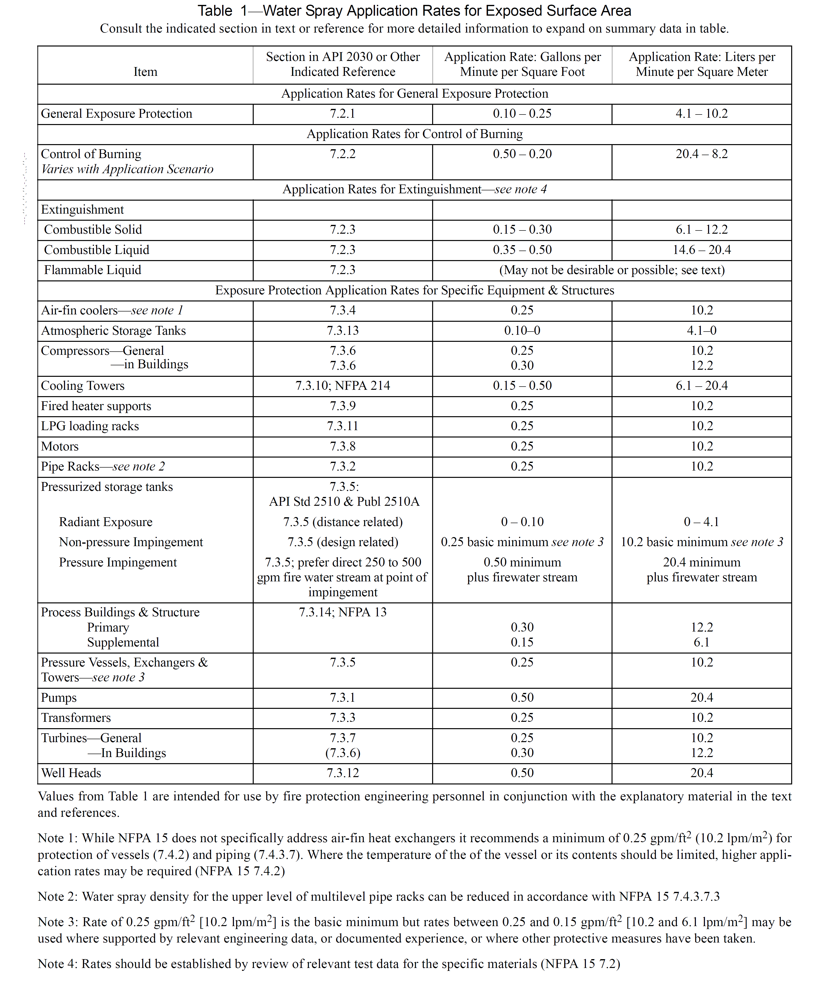 Table 1—Water Spray Application Rates for Exposed Surface Area
Consult the indicated section in text or reference for more detailed information to expand on summary data in table.
Item
Section in API 2030 or Other
Indicated Reference
Application Rate: Gallons per
Minute per Square Foot
Application Rate: Liters per
Minute per Square Meter
Application Rates for General Exposure Protection
General Exposure Protection 7.2.1 0.10 – 0.25 4.1 – 10.2
Application Rates for Control of Burning
Control of Burning 7.2.2 0.50 – 0.20 20.4 – 8.2
Varies with Application Scenario
Application Rates for Extinguishment—see note 4
Extinguishment
Combustible Solid 7.2.3 0.15 – 0.30 6.1 – 12.2
Combustible Liquid 7.2.3 0.35 – 0.50 14.6 – 20.4
Flammable Liquid 7.2.3 (May not be desirable or possible; see text)
Exposure Protection Application Rates for Specific Equipment & Structures
Air-fin coolers—see note 1 7.3.4 0.25 10.2
Atmospheric Storage Tanks 7.3.13 0.10–0 4.1–0
Compressors—General 7.3.6 0.25 10.2
—in Buildings 7.3.6 0.30 12.2
Cooling Towers 7.3.10; NFPA 214 0.15 – 0.50 6.1 – 20.4
Fired heater supports 7.3.9 0.25 10.2
LPG loading racks 7.3.11 0.25 10.2
Motors 7.3.8 0.25 10.2
Pipe Racks—see note 2 7.3.2 0.25 10.2
Pressurized storage tanks 7.3.5:
API Std 2510 & Publ 2510A
Radiant Exposure 7.3.5 (distance related) 0 – 0.10 0 – 4.1
Non-pressure Impingement 7.3.5 (design related) 0.25 basic minimum see note 3 10.2 basic minimum see note 3
Pressure Impingement 7.3.5; prefer direct 250 to 500 0.50 minimum 20.4 minimum
gpm fire water stream at point of plus firewater stream plus firewater stream
impingement
Process Buildings & Structure 7.3.14; NFPA 13
Primary 0.30 12.2
Supplemental 0.15 6.1
Pressure Vessels, Exchangers & 7.3.5 0.25 10.2
Towers—see note 3
Pumps 7.3.1 0.50 20.4
Transformers 7.3.3 0.25 10.2
Turbines—General 7.3.7 0.25 10.2
—In Buildings (7.3.6) 0.30 12.2
Well Heads 7.3.12 0.50 20.4
Values from Table 1 are intended for use by fire protection engineering personnel in conjunction with the explanatory material in the text
and references.
Note 1: While NFPA 15 does not specifically address air-fin heat exchangers it recommends a minimum of 0.25 gpm/ft² (10.2 lpm/m²) for
protection of vessels (7.4.2) and piping (7.4.3.7). Where the temperature of the of the vessel or its contents should be limited, higher appli-
cation rates may be required (NFPA 15 7.4.2)
Note 2: Water spray density for the upper level of multilevel pipe racks can be reduced in accordance with NFPA 15 7.4.3.7.3
Note 3: Rate of 0.25 gpm/ft² [10.2 lpm/m²] is the basic minimum but rates between 0.25 and 0.15 gpm/ft² [10.2 and 6.1 lpm/m²] may be
used where supported by relevant engineering data, or documented experience, or where other protective measures have been taken.
Note 4: Rates should be established by review of relevant test data for the specific materials (NFPA 15 7.2)